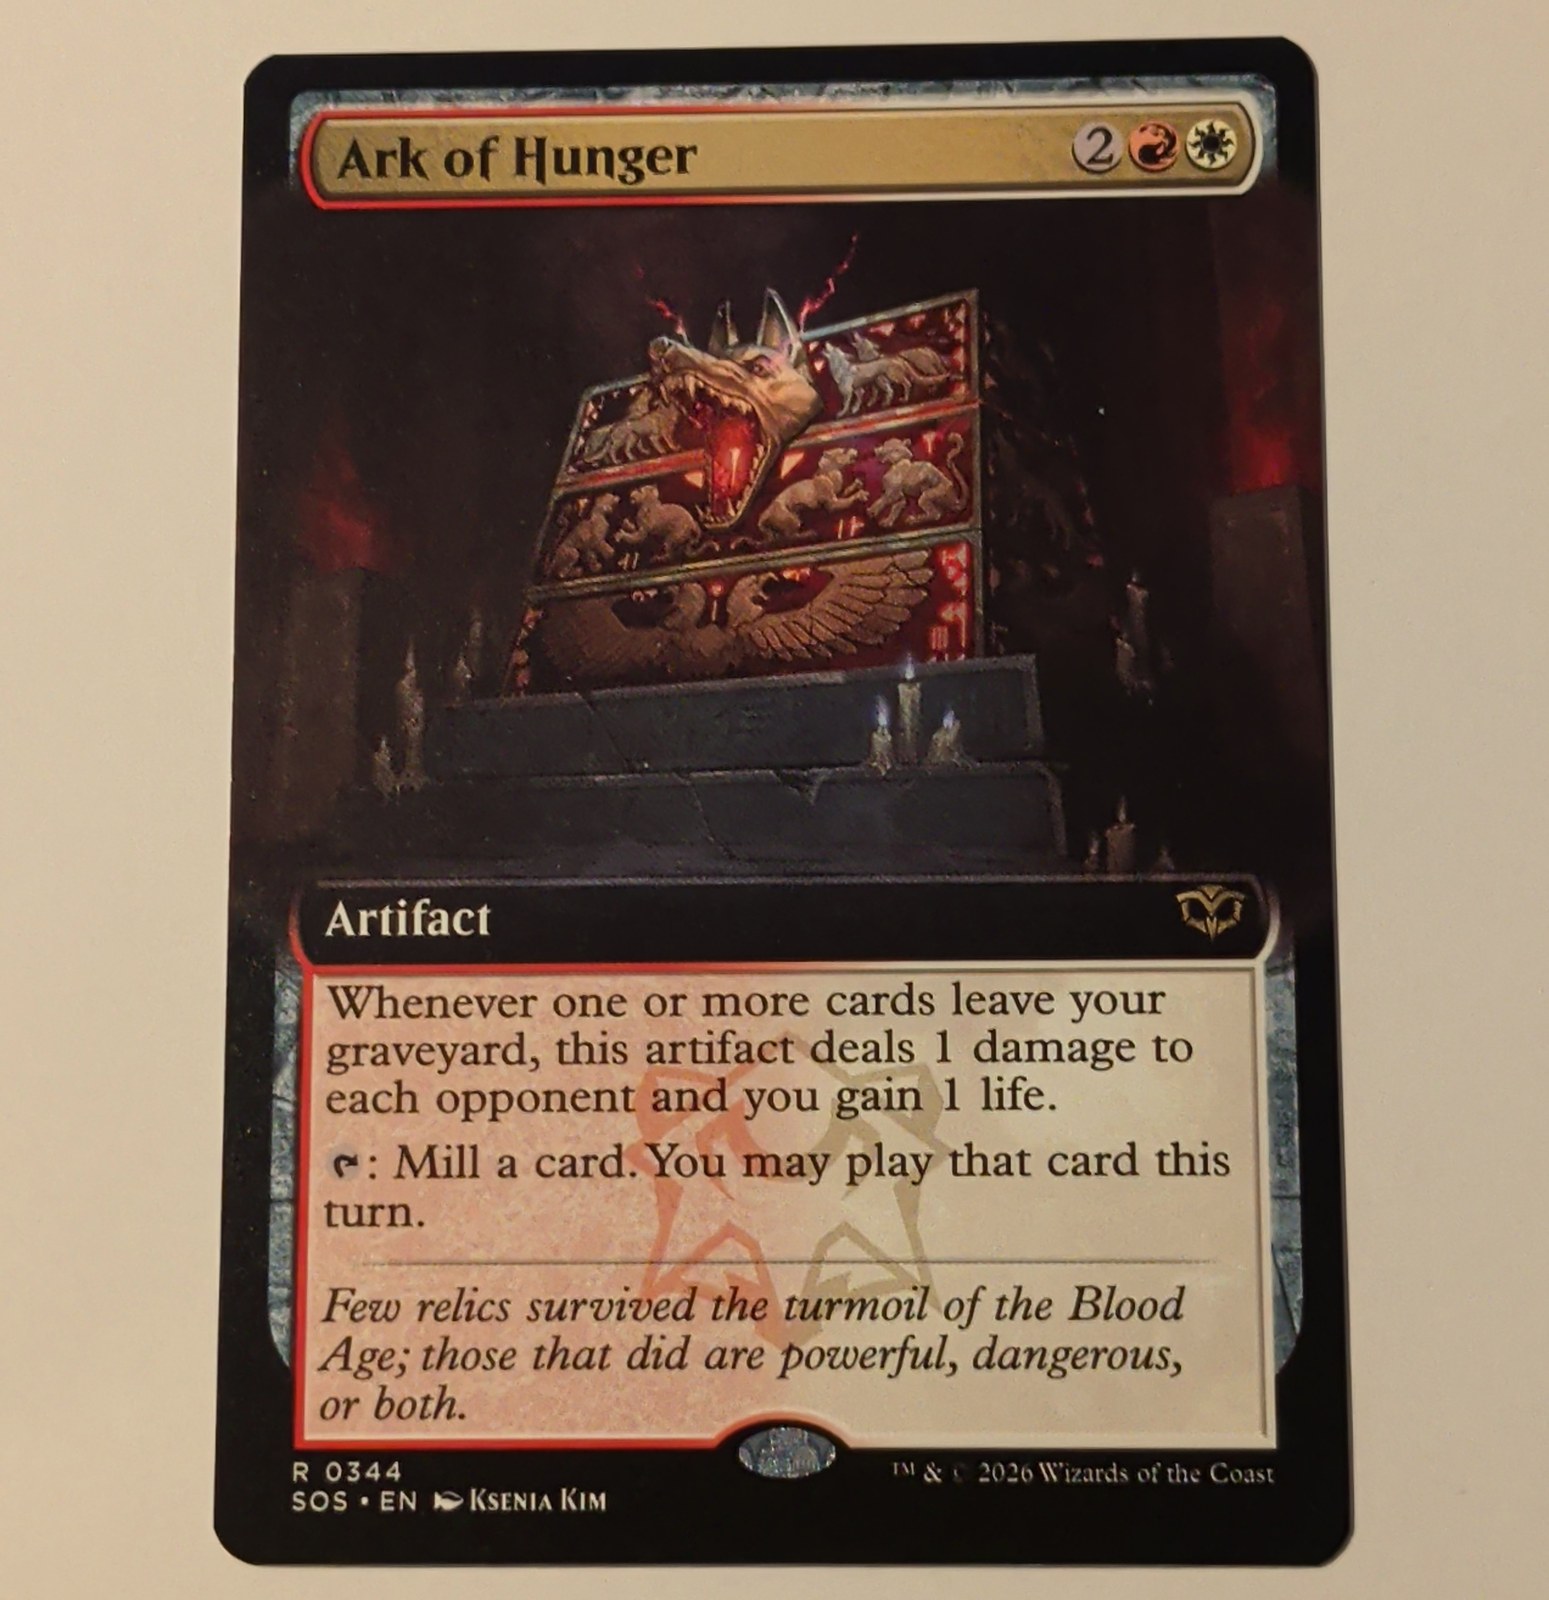 Ark of Hunger 2
Artifact
Whenever one or more cards leave your
graveyard, this artifact deals 1 damage to
each opponent and you gain 1 life.
: Mill a card. You may play that card this
turn.
Few relics survived the turmoil of the Blood
Age; those that did are powerful, dangerous,
or both.
R 0344
SOS • EN Ksenia Kim
™ & © 2026 Wizards of the Coast